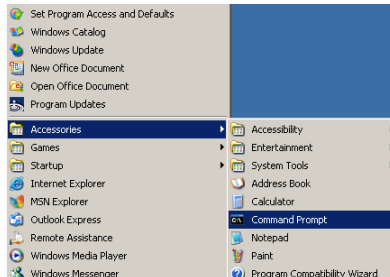 Set Program Access and Defaults
Windows Catalog
Windows Update
New Office Document
Open Office Document
Program Updates
Accessories
Games
Startup
Internet Explorer
MSN Explorer
Outlook Express
Remote Assistance
Windows Media Player
Windows Messenger
Accessibility
Entertainment
System Tools
Address Book
Calculator
Command Prompt
Notepad
Paint
Program Compatibility Wizard